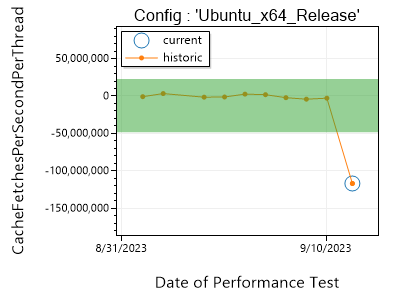 Config : 'Ubuntu_x64_Release'
current
historic
CacheFetchesPerSecondPerThread
50,000,000
0
-50,000,000
-100,000,000
-150,000,000
8/31/2023
9/10/2023
Date of Performance Test